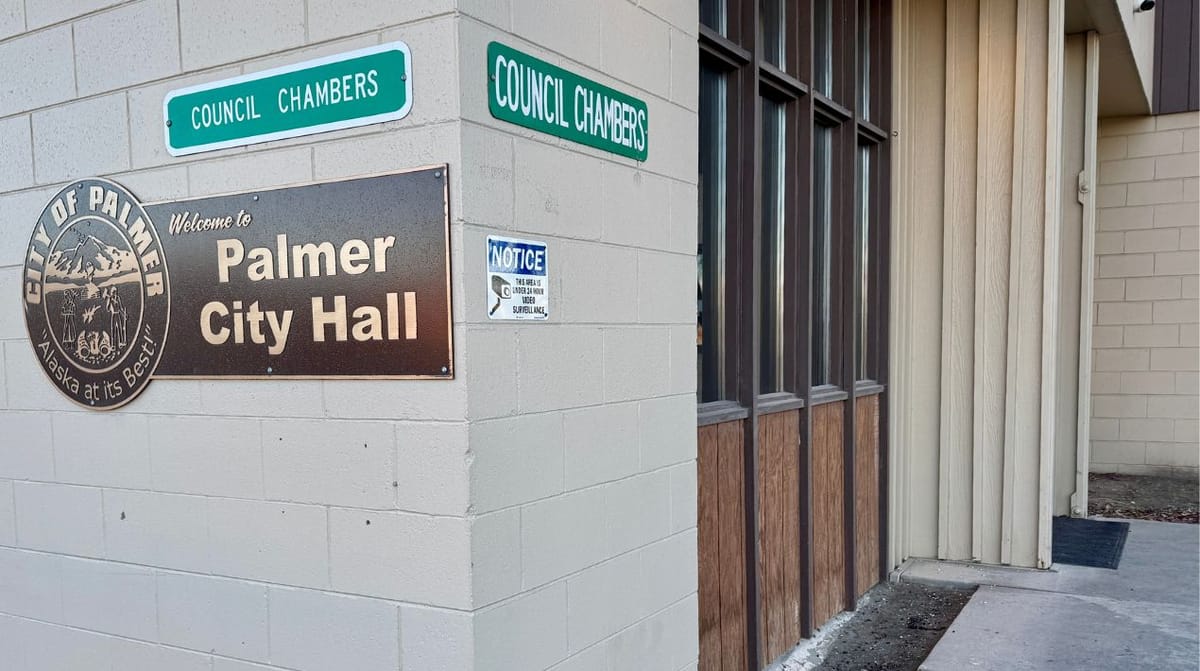 COUNCIL CHAMBERS
COUNCIL CHAMBERS
CITY OF PALMER
"Alaska at its Best!"
Welcome to
Palmer
City Hall
NOTICE
THIS AREA IS
UNDER 24 HOUR
VIDEO
SURVEILLANCE